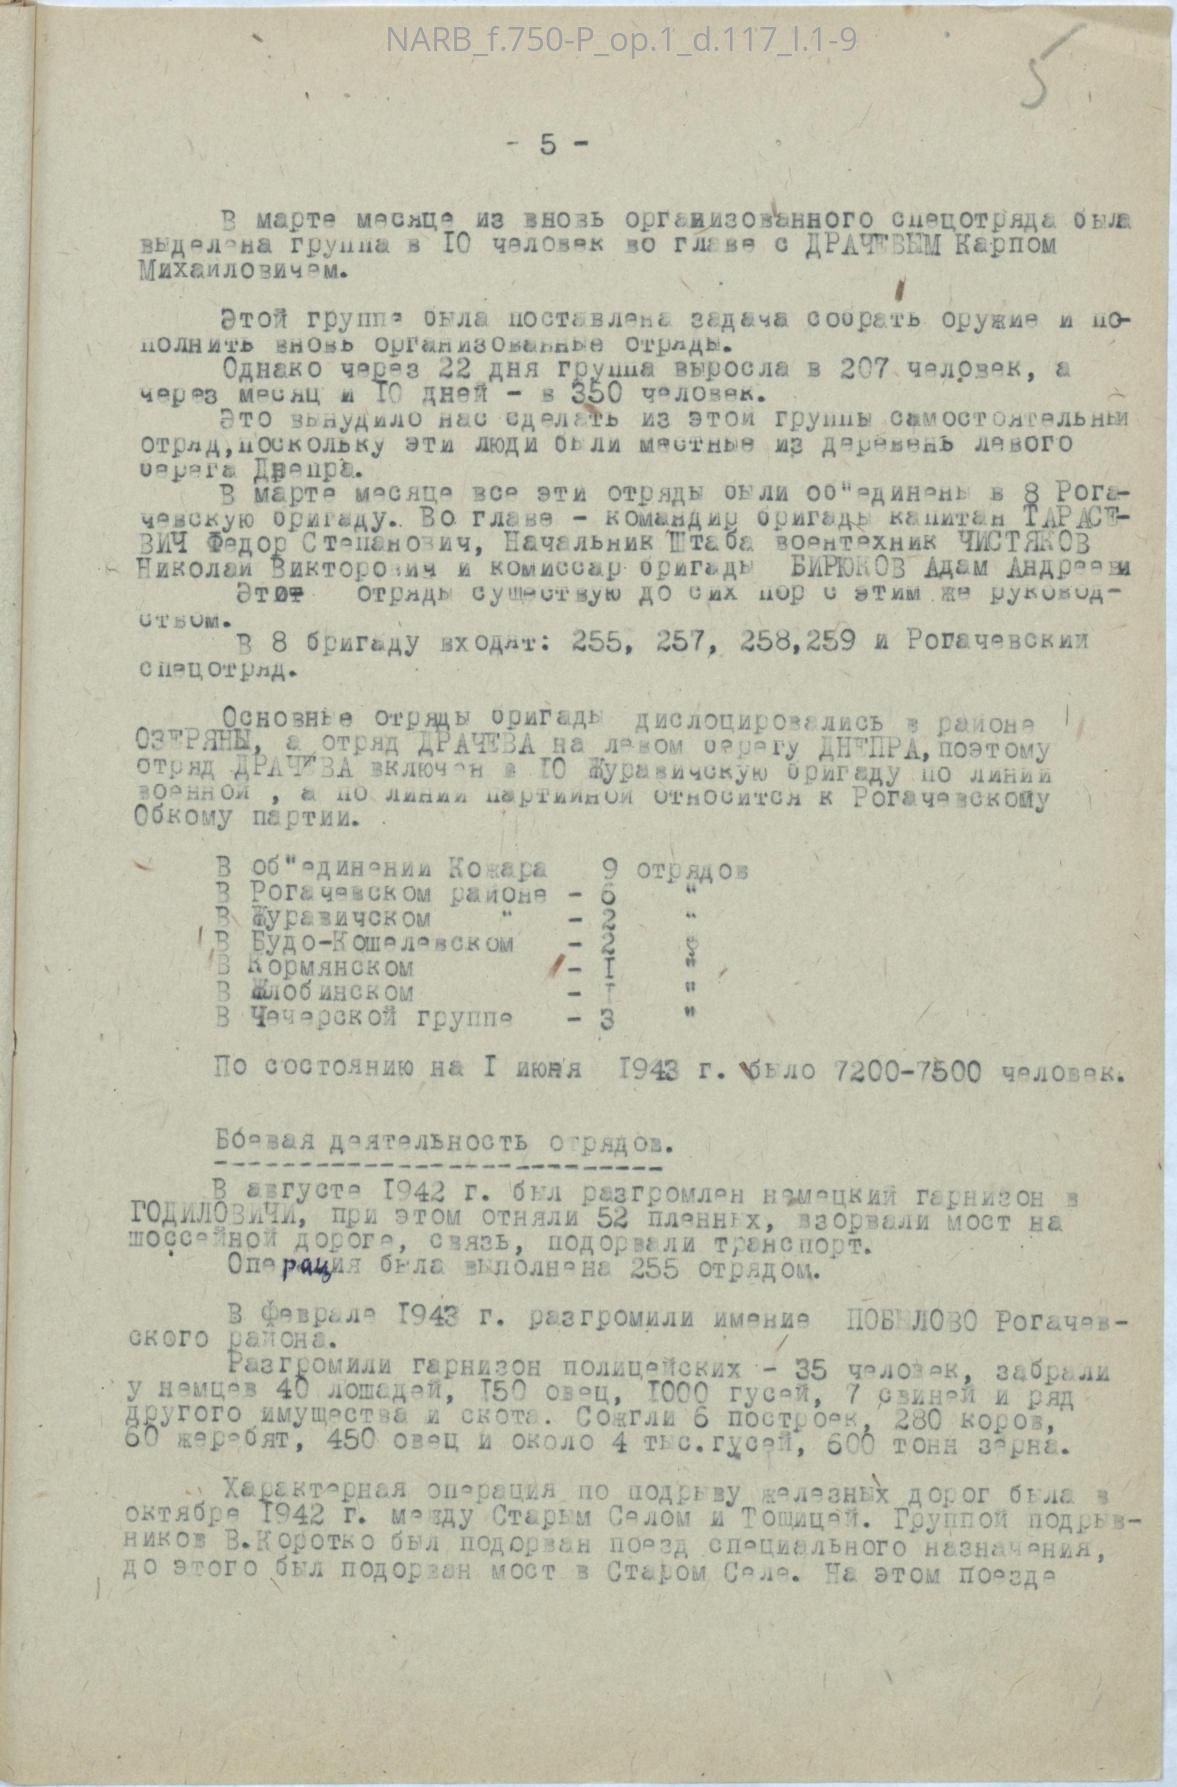 NARB_f.750-P_op.1_d.117_l.1-9
5
- 5 -
В марте месяце из вновь организованного спецотряда была
выделена группа в 10 человек во главе с ДРАЧЕВЫМ Карпом
Михайловичем.
Этой группе была поставлена задача собрать оружие и по-
полнить вновь организованные отряды.
Однако через 22 дня группа выросла в 207 человек, а
через месяц и 10 дней - в 350 человек.
Это вынудило нас сделать из этой группы самостоятельный
отряд,поскольку эти люди были местные из деревень левого
берега Днепра.
В марте месяце все эти отряды были об"единены в 8 Рога-
чевскую бригаду. Во главе - командир бригады капитан ТАРАСЕ-
ВИЧ Федор Степанович, Начальник Штаба воентехник ЧИСТЯКОВ
Николай Викторович и комиссар бригады БИРЮКОВ Адам Андрееви
отряды существую до сих пор с этим же руковод-
ством.
В 8 бригаду входят: 255, 257, 258,259 и Рогачевский
спецотряд.
Основные отряды бригады дислоцировались в районе
ОЗЕРЯНЫ, а отряд ДРАЧЕВА на левом берегу ДНЕПРА,поэтому
отряд ДРАЧЕВА включен в 10 Журавичскую бригаду по линии
военной , а по линии партийной относится к Рогачевскому
Обкому партии.
В об"единении Кожара 9 отрядов
В Рогачевском районе - 6 "
В Журавичском " - 2 "
В Будо-Кошелевском - 2 "
В Кормянском - I "
В Жлобинском - I "
В Чечерской группе - 3 "
По состоянию на I июня 1943 г. было 7200-7500 человек.
Боевая деятельность отрядов.
---------------------------
В августе 1942 г. был разгромлен немецкий гарнизон в
ГОДИЛОВИЧИ, при этом отняли 52 пленных, взорвали мост на
шоссейной дороге, связь, подорвали транспорт.
Операция была выполнена 255 отрядом.
В феврале 1943 г. разгромили имение ПОБЫЛОВО Рогачев-
ского района.
Разгромили гарнизон полицейских - 35 человек, забрали
у немцев 40 лошадей, 150 овец, 1000 гусей, 7 свиней и ряд
другого имущества и скота. Сожгли 6 построек, 280 коров,
60 жеребят, 450 овец и около 4 тыс.гусей, 600 тонн зерна.
Характерная операция по подрыву железных дорог была в
октябре 1942 г. между Старым Селом и Тощицей. Группой подрыв-
ников В.Коротко был подорван поезд специального назначения,
до этого был подорван мост в Старом Селе. На этом поезде